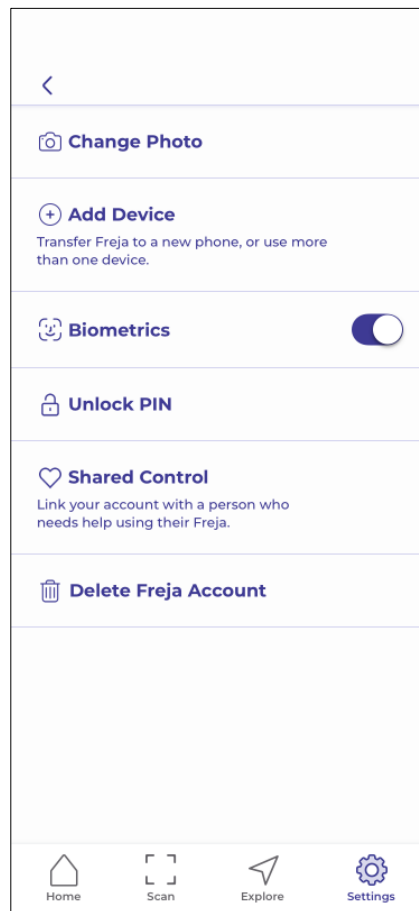 Change Photo
Add Device
Transfer Freja to a new phone, or use more
than one device.
Biometrics
Unlock PIN
Shared Control
Link your account with a person who
needs help using their Freja.
Delete Freja Account
Home Scan Explore Settings